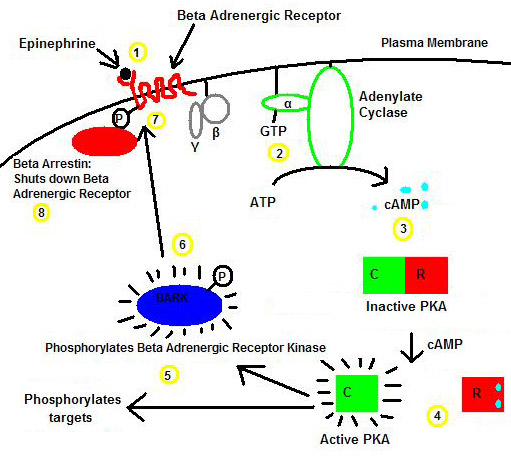 Beta Adrenergic Receptor
Epinephrine
1
Plasma Membrane
P
7
γ
β
α
GTP
2
Adenylate
Cyclase
Beta Arrestin:
Shuts down Beta
Adrenergic Receptor
8
ATP
cAMP
3
6
P
BARK
C
R
Inactive PKA
cAMP
Phosphorylates Beta Adrenergic Receptor Kinase
5
C
R
4
Phosphorylates
targets
Active PKA